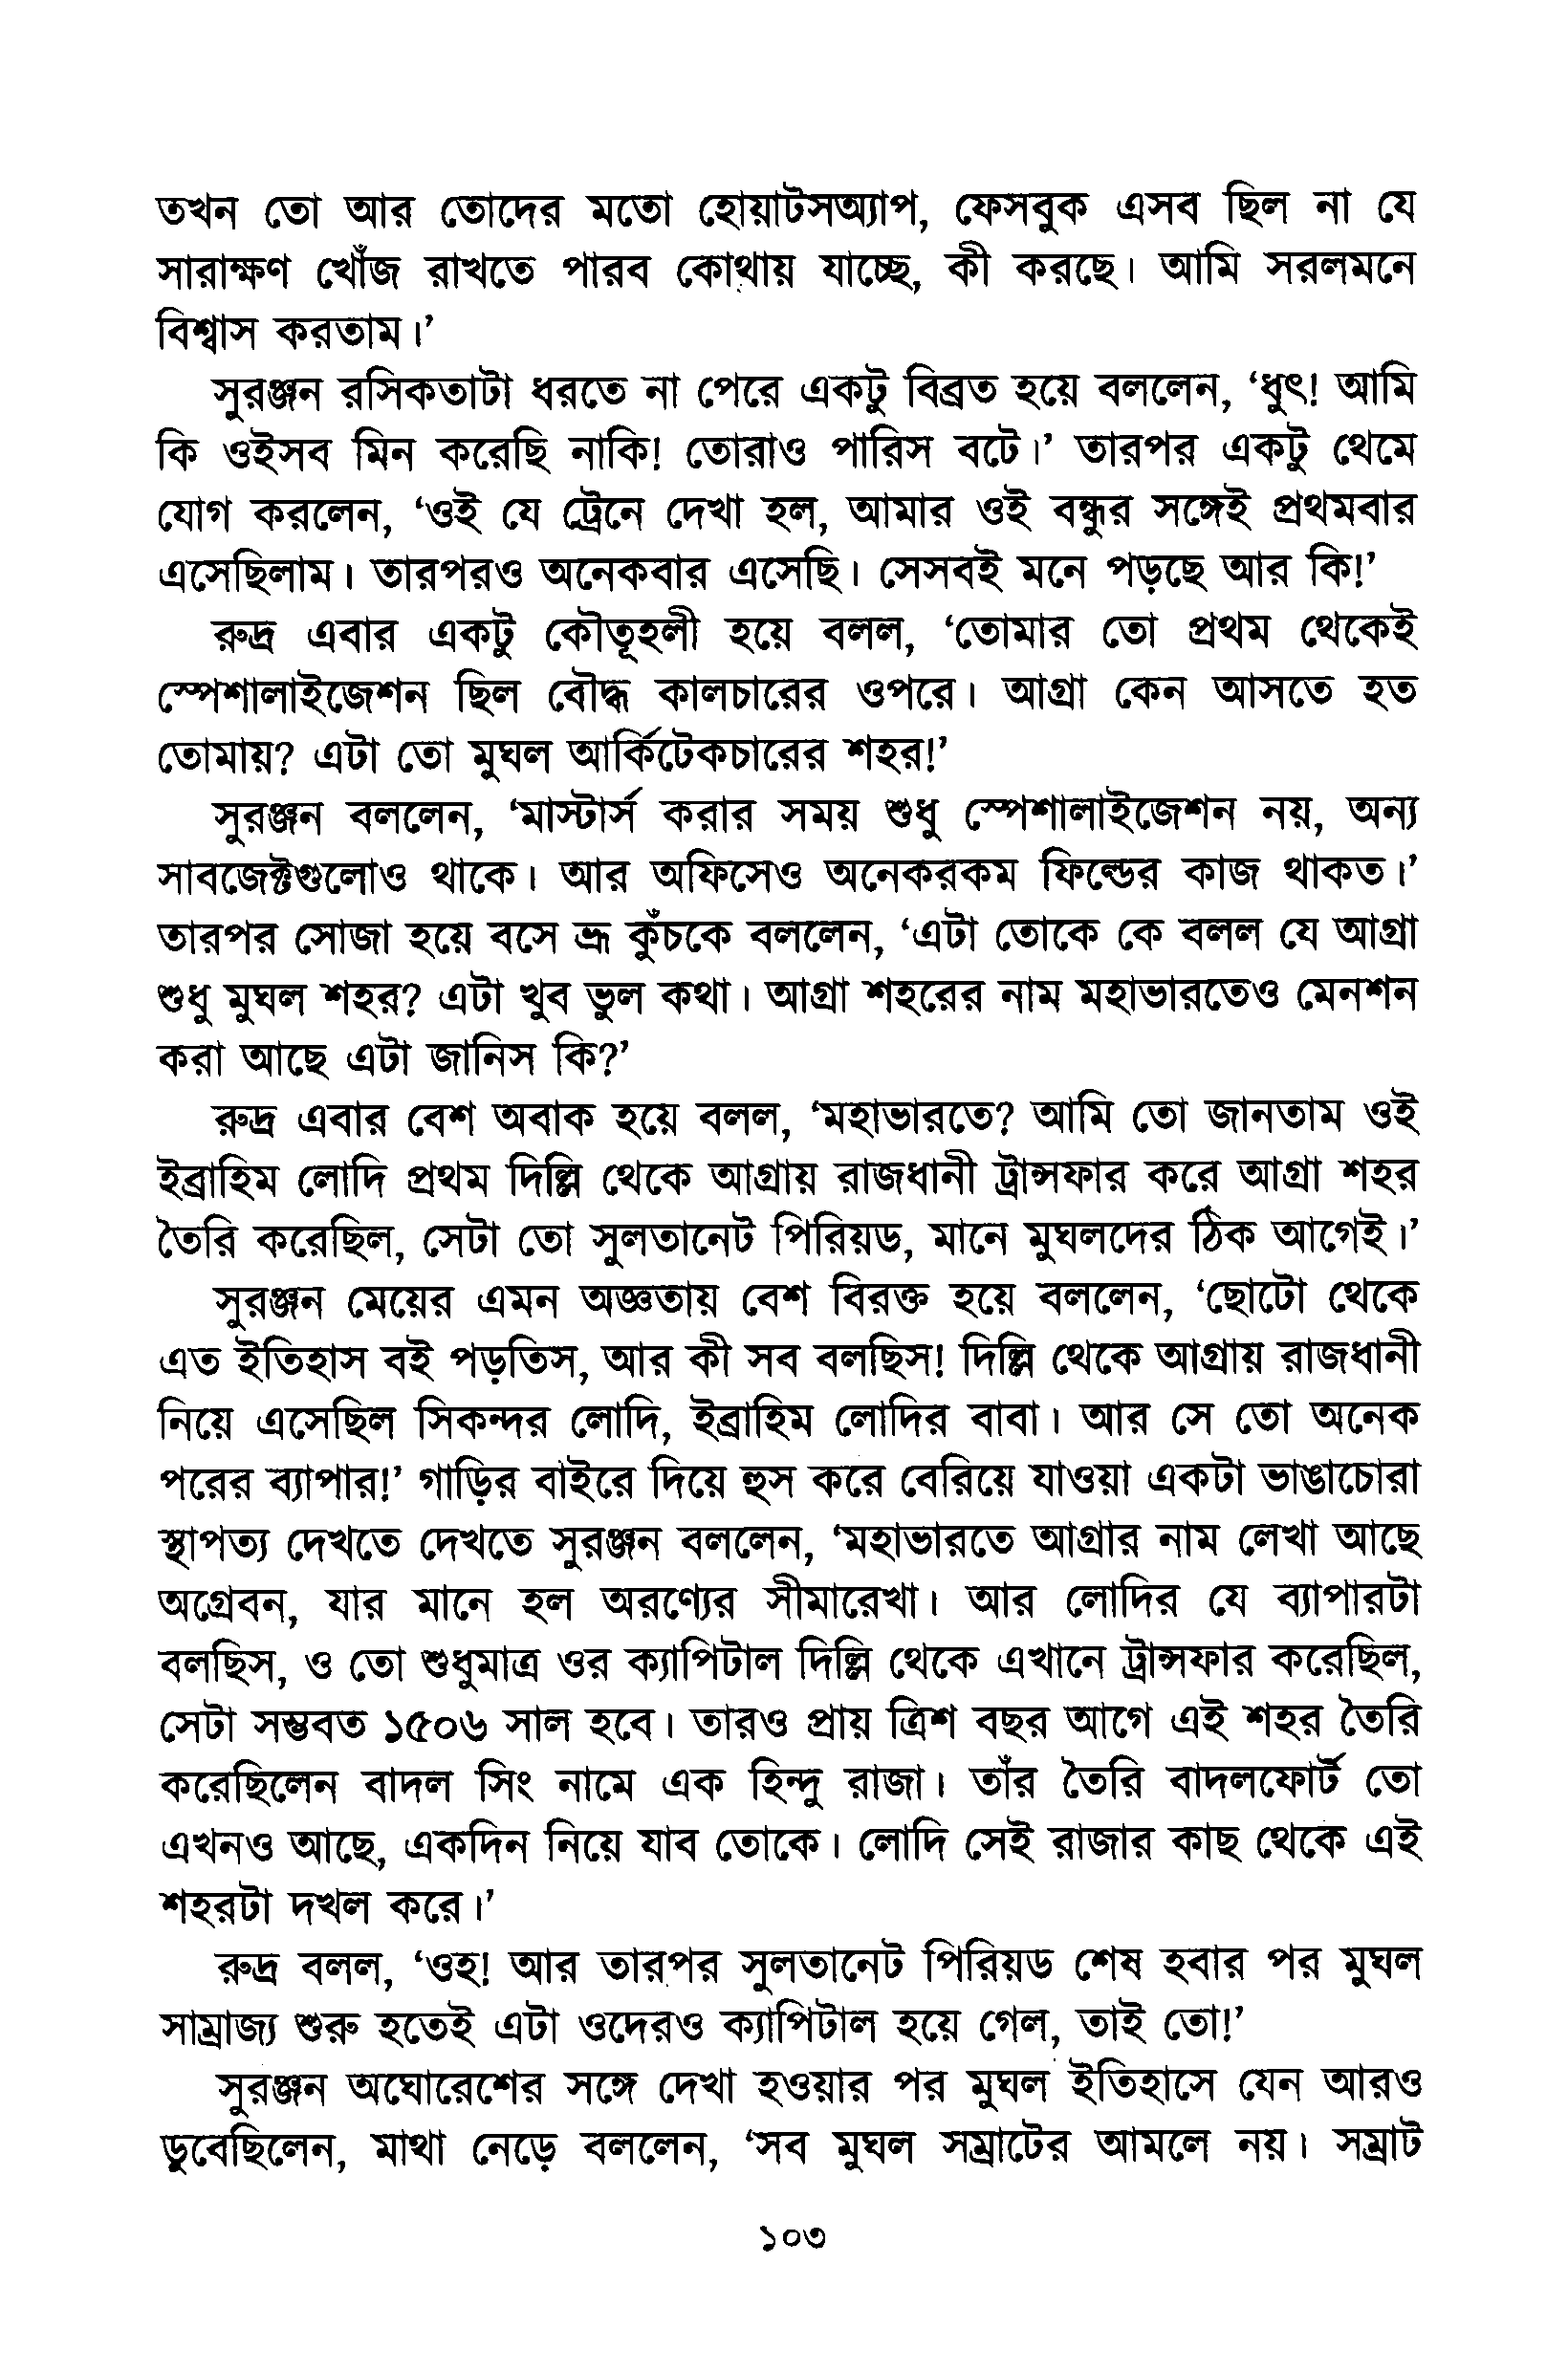 তখন তো আর তোদের মতো হোয়াটসঅ্যাপ, ফেসবুক এসব ছিল না যে
সারাক্ষণ খোঁজ রাখতে পারব কোথায় যাচ্ছে, কী করছে। আমি সরলমনে
বিশ্বাস করতাম।’
সুরঞ্জন রসিকতাটা ধরতে না পেরে একটু বিব্রত হয়ে বললেন, ‘ধুৎ! আমি
কি ওইসব মিন করেছি নাকি! তোরাও পারিস বটে।’ তারপর একটু থেমে
যোগ করলেন, ‘ওই যে ট্রেনে দেখা হল, আমার ওই বন্ধুর সঙ্গেই প্রথমবার
এসেছিলাম। তারপরও অনেকবার এসেছি। সেসবই মনে পড়ছে আর কি!’
রুদ্র এবার একটু কৌতূহলী হয়ে বলল, ‘তোমার তো প্রথম থেকেই
স্পেশালাইজেশন ছিল বৌদ্ধ কালচারের ওপরে। আগ্রা কেন আসতে হত
তোমায়? এটা তো মুঘল আর্কিটেকচারের শহর!’
সুরঞ্জন বললেন, ‘মাস্টার্স করার সময় শুধু স্পেশালাইজেশন নয়, অন্য
সাবজেক্টগুলোও থাকে। আর অফিসেও অনেকরকম ফিল্ডের কাজ থাকত।’
তারপর সোজা হয়ে বসে ভ্রূ কুঁচকে বললেন, ‘এটা তোকে কে বলল যে আগ্রা
শুধু মুঘল শহর? এটা খুব ভুল কথা। আগ্রা শহরের নাম মহাভারতেও মেনশন
করা আছে এটা জানিস কি?’
রুদ্র এবার বেশ অবাক হয়ে বলল, ‘মহাভারতে? আমি তো জানতাম ওই
ইব্রাহিম লোদি প্রথম দিল্লি থেকে আগ্রায় রাজধানী ট্রান্সফার করে আগ্রা শহর
তৈরি করেছিল, সেটা তো সুলতানেট পিরিয়ড, মানে মুঘলদের ঠিক আগেই।’
সুরঞ্জন মেয়ের এমন অজ্ঞতায় বেশ বিরক্ত হয়ে বললেন, ‘ছোটো থেকে
এত ইতিহাস বই পড়তিস, আর কী সব বলছিস! দিল্লি থেকে আগ্রায় রাজধানী
নিয়ে এসেছিল সিকন্দর লোদি, ইব্রাহিম লোদির বাবা। আর সে তো অনেক
পরের ব্যাপার!’ গাড়ির বাইরে দিয়ে হুস করে বেরিয়ে যাওয়া একটা ভাঙাচোরা
স্থাপত্য দেখতে দেখতে সুরঞ্জন বললেন, ‘মহাভারতে আগ্রার নাম লেখা আছে
অগ্রেবন, যার মানে হল অরণ্যের সীমারেখা। আর লোদির যে ব্যাপারটা
বলছিস, ও তো শুধুমাত্র ওর ক্যাপিটাল দিল্লি থেকে এখানে ট্রান্সফার করেছিল,
সেটা সম্ভবত ১৫০৬ সাল হবে। তারও প্রায় ত্রিশ বছর আগে এই শহর তৈরি
করেছিলেন বাদল সিং নামে এক হিন্দু রাজা। তাঁর তৈরি বাদলফোর্ট তো
এখনও আছে, একদিন নিয়ে যাব তোকে। লোদি সেই রাজার কাছ থেকে এই
শহরটা দখল করে।’
রুদ্র বলল, ‘ওহ! আর তারপর সুলতানেট পিরিয়ড শেষ হবার পর মুঘল
সাম্রাজ্য শুরু হতেই এটা ওদেরও ক্যাপিটাল হয়ে গেল, তাই তো!’
সুরঞ্জন অঘোরেশের সঙ্গে দেখা হওয়ার পর মুঘল ইতিহাসে যেন আরও
ডুবেছিলেন, মাথা নেড়ে বললেন, ‘সব মুঘল সম্রাটের আমলে নয়। সম্রাট
১০৩